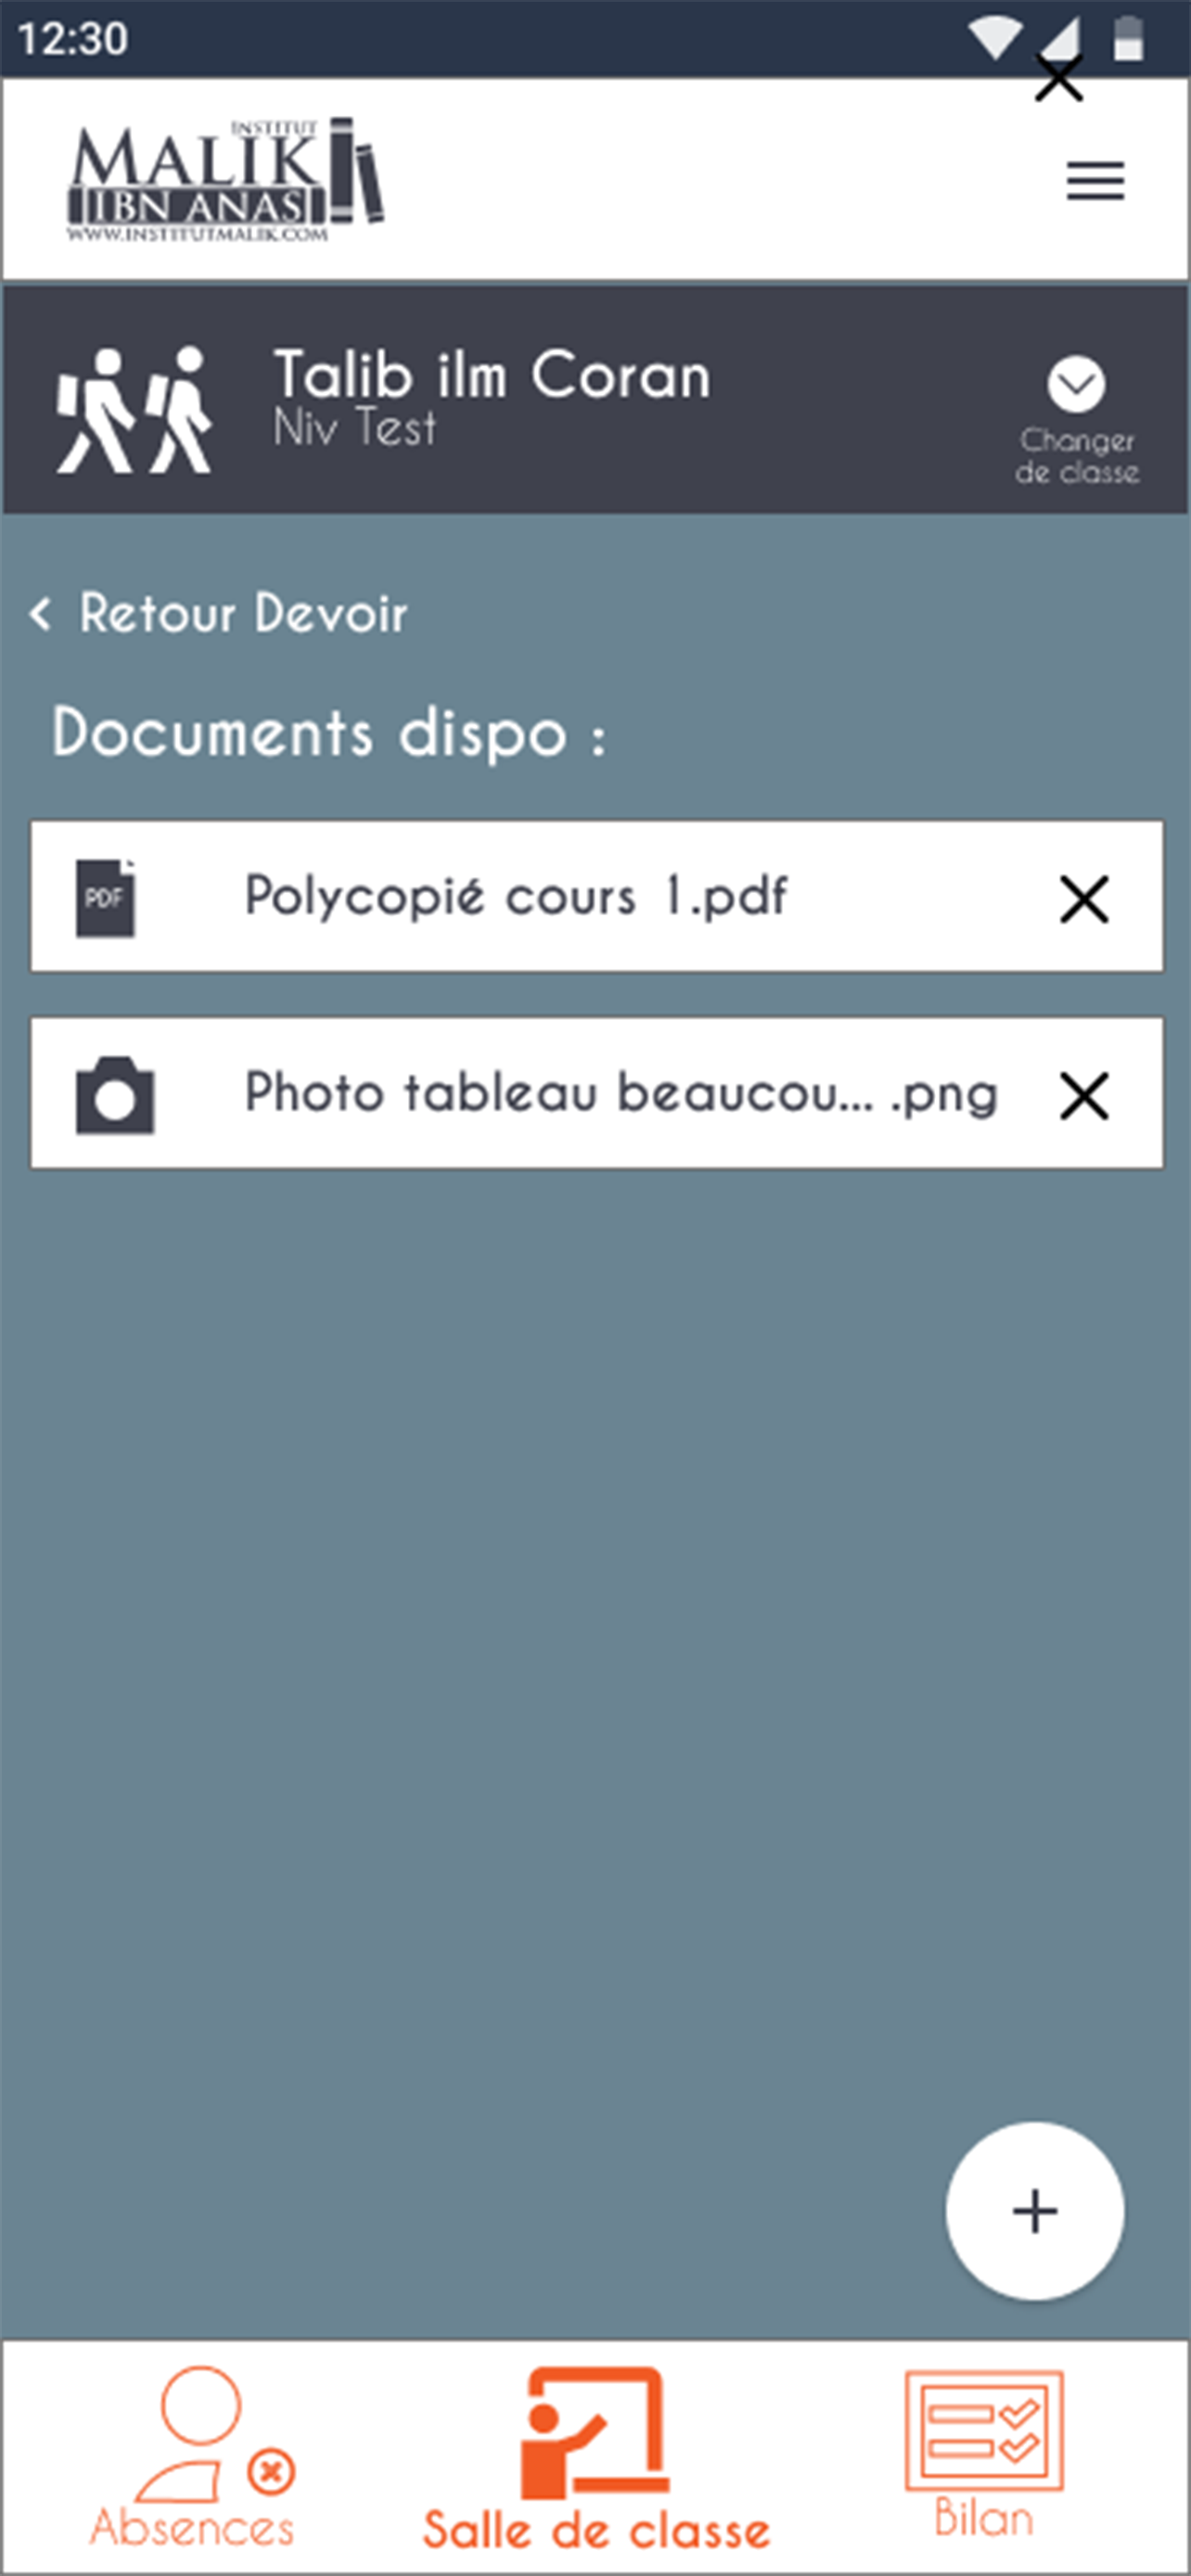 12:30
INSTITUT
MALIK
IBN ANAS
WWW.INSTITUTMALIK.COM
Talib ilm Coran
Niv Test
Changer
de classe
Retour Devoir
Documents dispo :
PDF
Polycopié cours 1.pdf
Photo tableau beaucou... .png
Absences
Salle de classe
Bilan